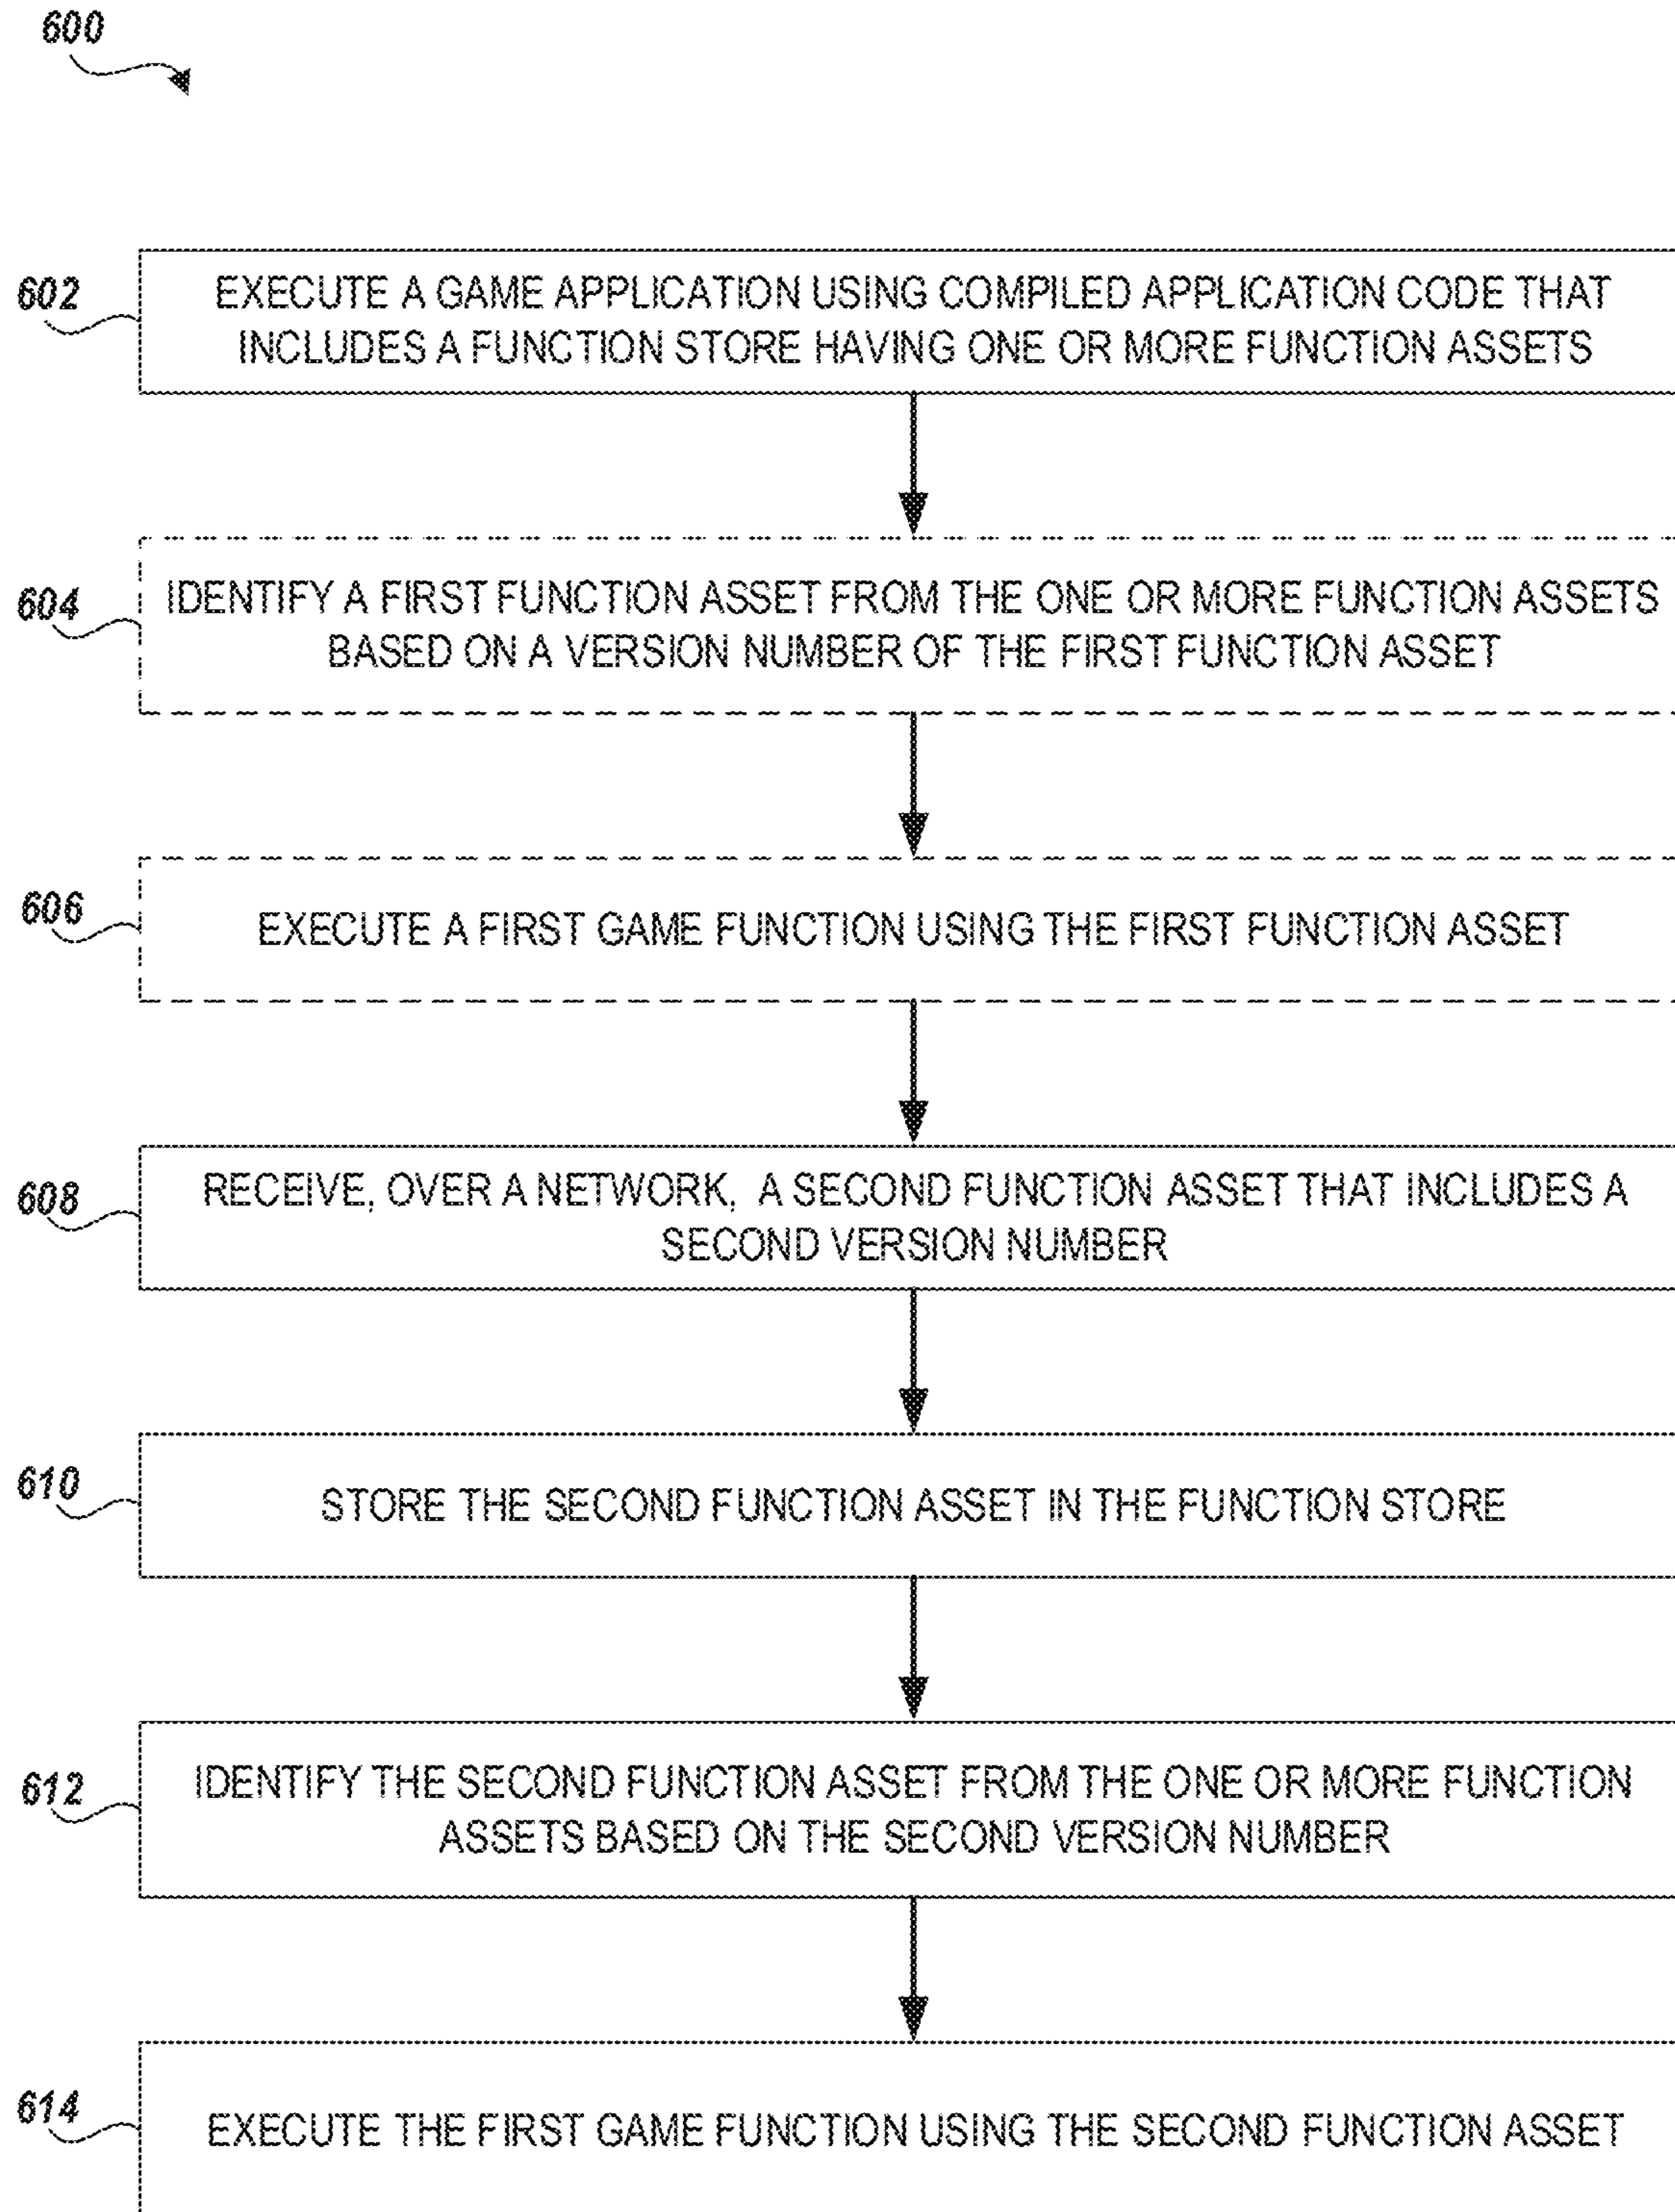 600
602
EXECUTE A GAME APPLICATION USING COMPILED APPLICATION CODE THAT
INCLUDES A FUNCTION STORE HAVING ONE OR MORE FUNCTION ASSETS
604
IDENTIFY A FIRST FUNCTION ASSET FROM THE ONE OR MORE FUNCTION ASSETS
BASED ON A VERSION NUMBER OF THE FIRST FUNCTION ASSET
606
EXECUTE A FIRST GAME FUNCTION USING THE FIRST FUNCTION ASSET
608
RECEIVE, OVER A NETWORK, A SECOND FUNCTION ASSET THAT INCLUDES A
SECOND VERSION NUMBER
610
STORE THE SECOND FUNCTION ASSET IN THE FUNCTION STORE
612
IDENTIFY THE SECOND FUNCTION ASSET FROM THE ONE OR MORE FUNCTION
ASSETS BASED ON THE SECOND VERSION NUMBER
614
EXECUTE THE FIRST GAME FUNCTION USING THE SECOND FUNCTION ASSET